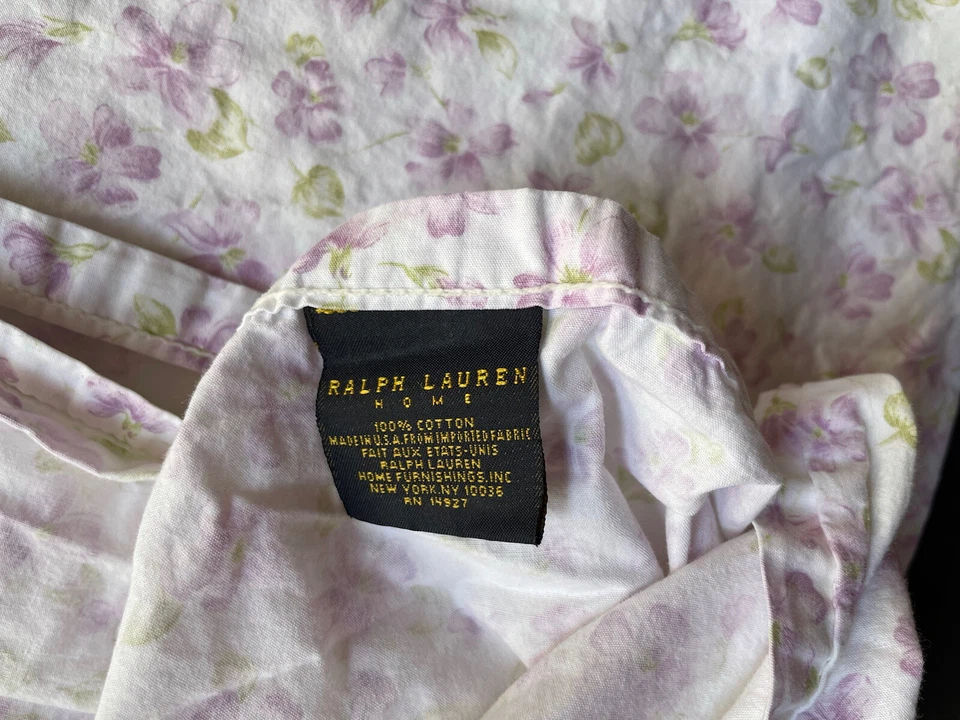 RALPH LAUREN
HOME
100% COTTON
MADE IN U.S.A. FROM IMPORTED FABRIC
FAIT AUX ETATS-UNIS
RALPH LAUREN
HOME FURNISHINGS, INC
NEW YORK, NY 10036
RN 14927